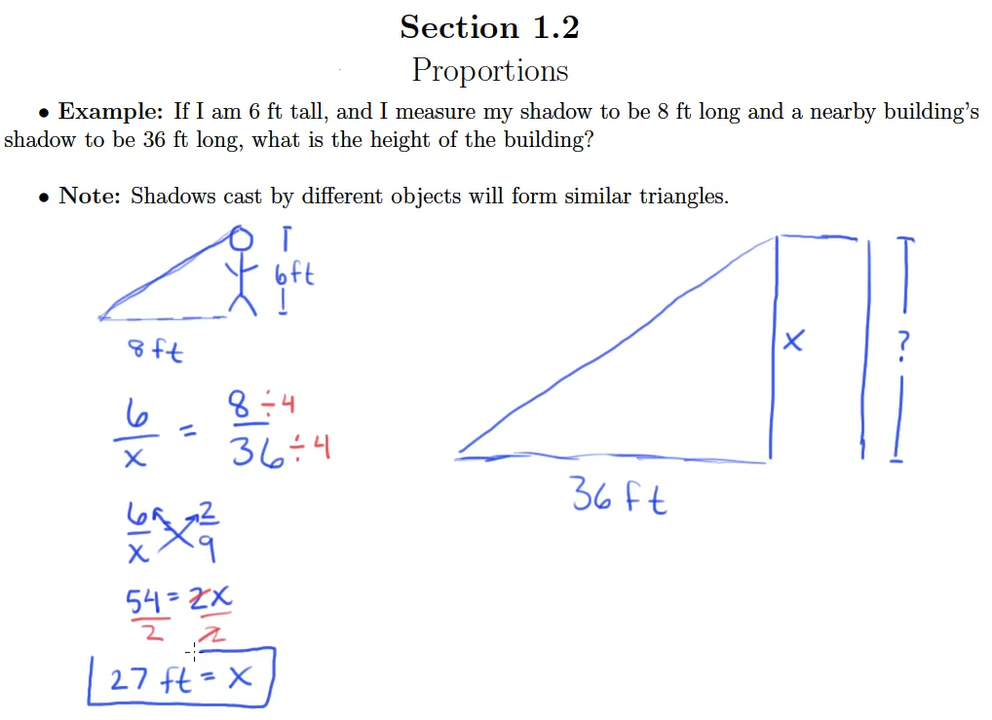 Section 1.2
Proportions
• Example: If I am 6 ft tall, and I measure my shadow to be 8 ft long and a nearby building's
shadow to be 36 ft long, what is the height of the building?
• Note: Shadows cast by different objects will form similar triangles.
6ft
8 ft
x
?
36 ft
6/x = 8÷4/36÷4
6/x 2/9
54 = 2x
2 2
27 ft = x